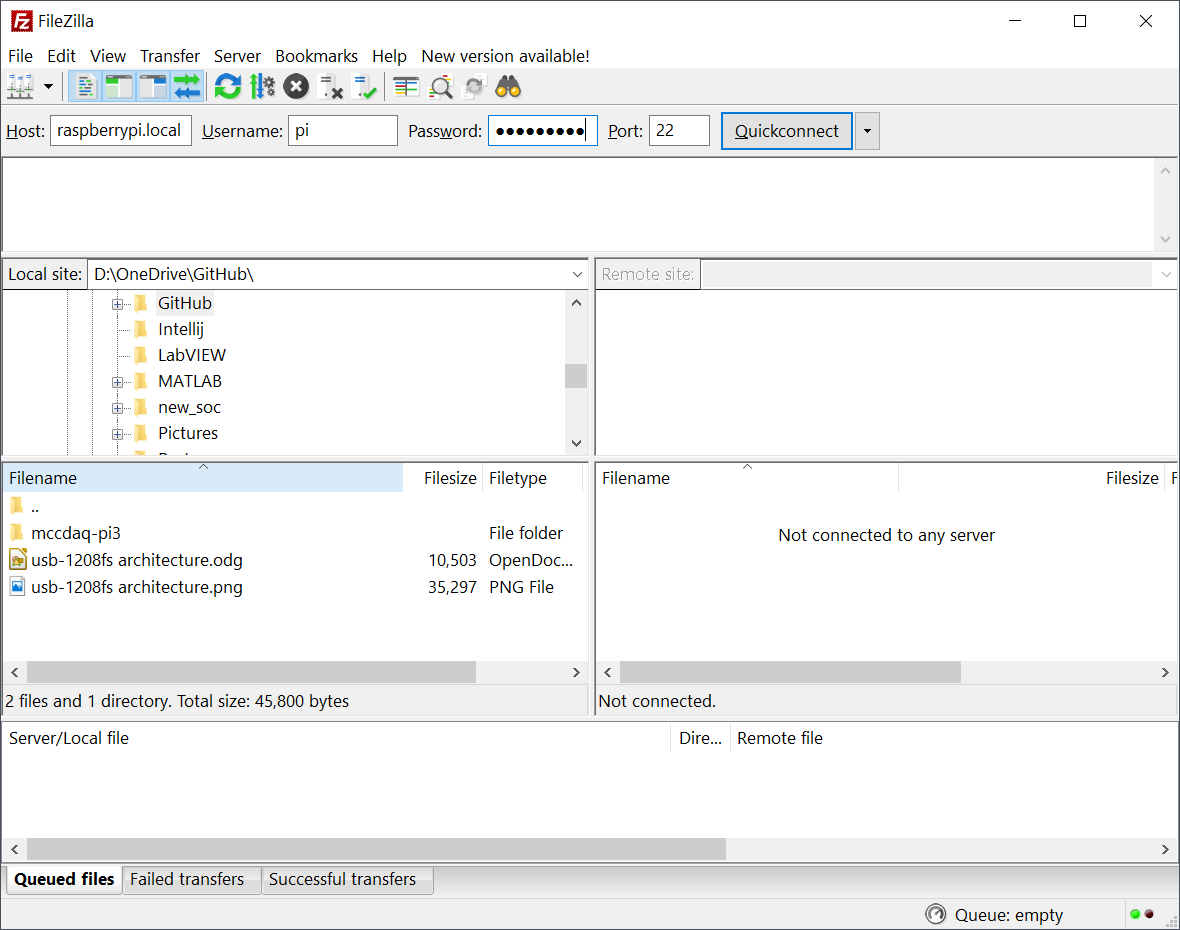 FileZilla
File Edit View Transfer Server Bookmarks Help New version available!
Host: raspberrypi.local Username: pi Password: ●●●●●●●●● Port: 22 Quickconnect
Local site: D:\OneDrive\GitHub\
Remote site:
GitHub
Intellij
LabVIEW
MATLAB
new_soc
Pictures
Filename Filesize Filetype
..
mccdaq-pi3 File folder
usb-1208fs architecture.odg 10,503 OpenDoc...
usb-1208fs architecture.png 35,297 PNG File
2 files and 1 directory. Total size: 45,800 bytes
Filename Filesize F
Not connected to any server
Not connected.
Server/Local file Dire... Remote file
Queued files Failed transfers Successful transfers
Queue: empty